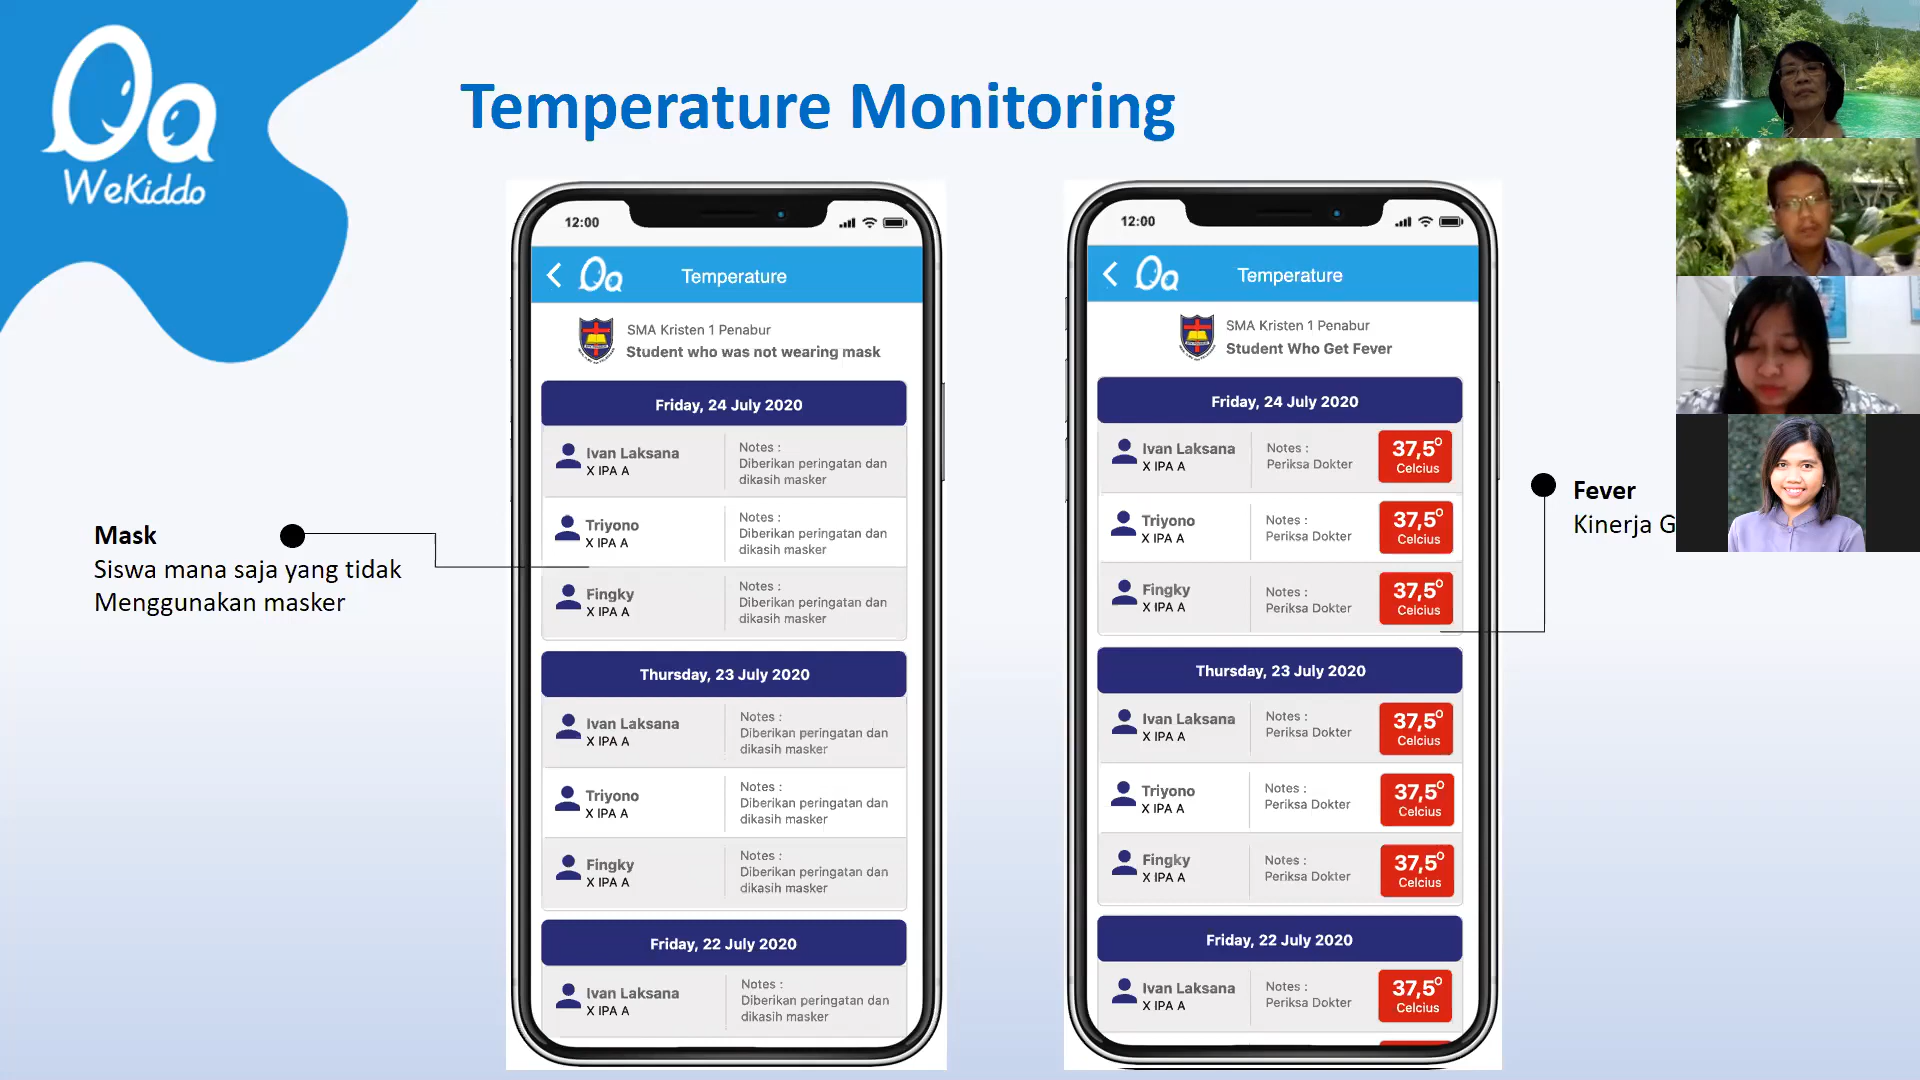 WeKiddo
Temperature Monitoring
Mask
Siswa mana saja yang tidak
Menggunakan masker
12:00
Temperature
SMA Kristen 1 Penabur
Student who was not wearing mask
Friday, 24 July 2020
Ivan Laksana
X IPA A
Notes :
Diberikan peringatan dan
dikasih masker
Triyono
X IPA A
Notes :
Diberikan peringatan dan
dikasih masker
Fingky
X IPA A
Notes :
Diberikan peringatan dan
dikasih masker
Thursday, 23 July 2020
Ivan Laksana
X IPA A
Notes :
Diberikan peringatan dan
dikasih masker
Triyono
X IPA A
Notes :
Diberikan peringatan dan
dikasih masker
Fingky
X IPA A
Notes :
Diberikan peringatan dan
dikasih masker
Friday, 22 July 2020
Ivan Laksana
X IPA A
Notes :
Diberikan peringatan dan
dikasih masker
12:00
Temperature
SMA Kristen 1 Penabur
Student Who Get Fever
Friday, 24 July 2020
Ivan Laksana
X IPA A
Notes :
Periksa Dokter
37,5°
Celcius
Triyono
X IPA A
Notes :
Periksa Dokter
37,5°
Celcius
Fingky
X IPA A
Notes :
Periksa Dokter
37,5°
Celcius
Thursday, 23 July 2020
Ivan Laksana
X IPA A
Notes :
Periksa Dokter
37,5°
Celcius
Triyono
X IPA A
Notes :
Periksa Dokter
37,5°
Celcius
Fingky
X IPA A
Notes :
Periksa Dokter
37,5°
Celcius
Friday, 22 July 2020
Ivan Laksana
X IPA A
Notes :
Periksa Dokter
37,5°
Celcius
Fever
Kinerja G